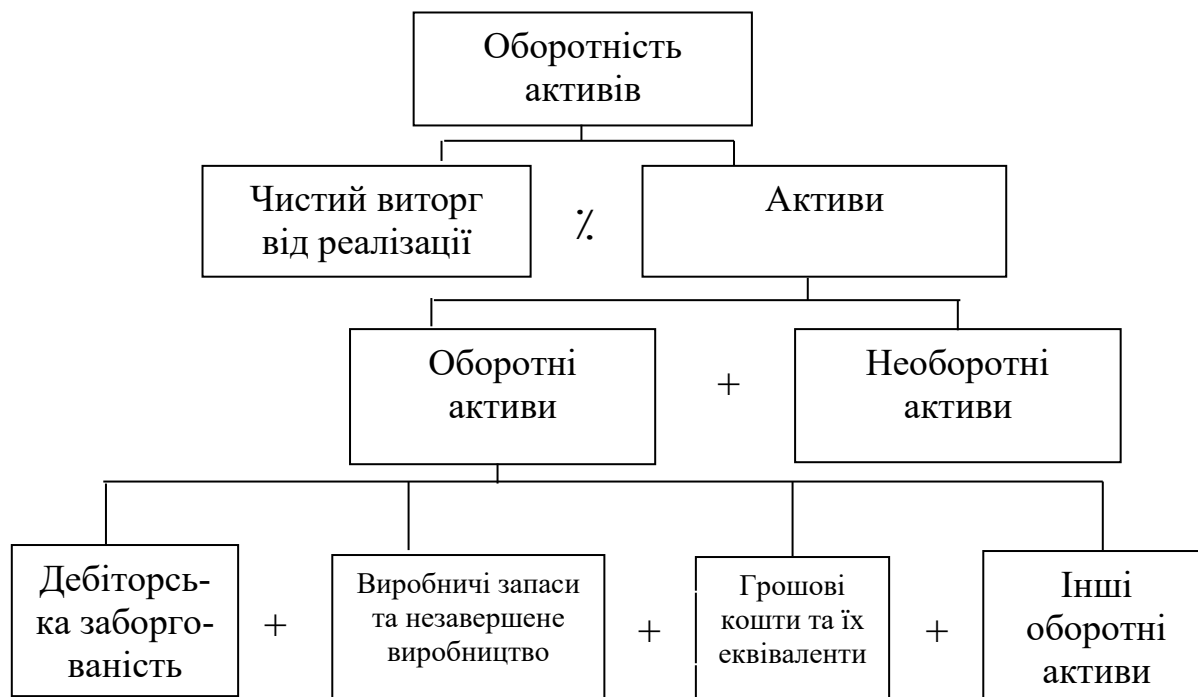 Оборотність
активів
Чистий виторг
від реалізації
٪
Активи
Оборотні
активи
+
Необоротні
активи
Дебіторсь-
ка заборго-
ваність
+
Виробничі запаси
та незавершене
виробництво
+
Грошові
кошти та їх
еквіваленти
+
Інші
оборотні
активи